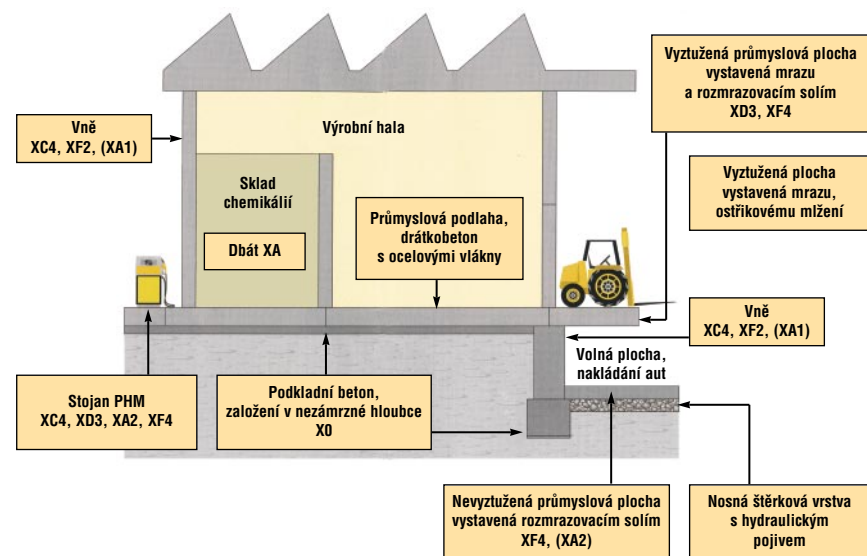 Vyztužená průmyslová plocha
vystavená mrazu
a rozmrazovacím solím
XD3, XF4
Vně
XC4, XF2, (XA1)
Výrobní hala
Vyztužená plocha
vystavená mrazu,
ostřikovému mlžení
Sklad
chemikálií
Dbát XA
Průmyslová podlaha,
drátkobeton
s ocelovými vlákny
Vně
XC4, XF2, (XA1)
Volná plocha,
nakládání aut
Stojan PHM
XC4, XD3, XA2, XF4
Podkladní beton,
založení v nezámrzné hloubce
X0
Nevyztužená průmyslová plocha
vystavená rozmrazovacím solím
XF4, (XA2)
Nosná štěrková vrstva
s hydraulickým
pojivem